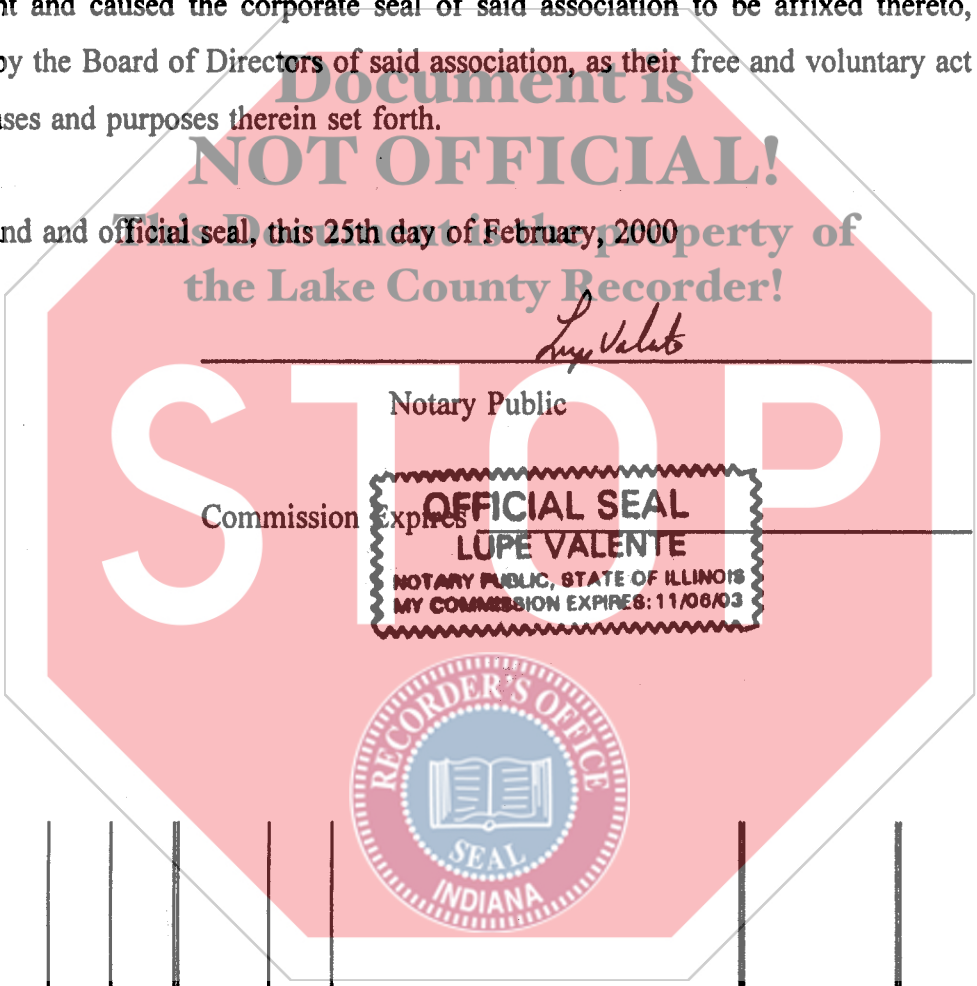 nt and caused the corporate seal of said association to be affixed thereto,
by the Board of Directors of said association, as their free and voluntary act
Document is
ses and purposes therein set forth.
NOT OFFICIAL!
nd and official seal, this 25th day of February, 2000
This Document is the property of
the Lake County Recorder!
Lupe Valente
STOP
Notary Public
Commission Expires
OFFICIAL SEAL
LUPE VALENTE
NOTARY PUBLIC, STATE OF ILLINOIS
MY COMMISSION EXPIRES: 11/06/03
RECORDER'S OFFICE
SEAL
INDIANA